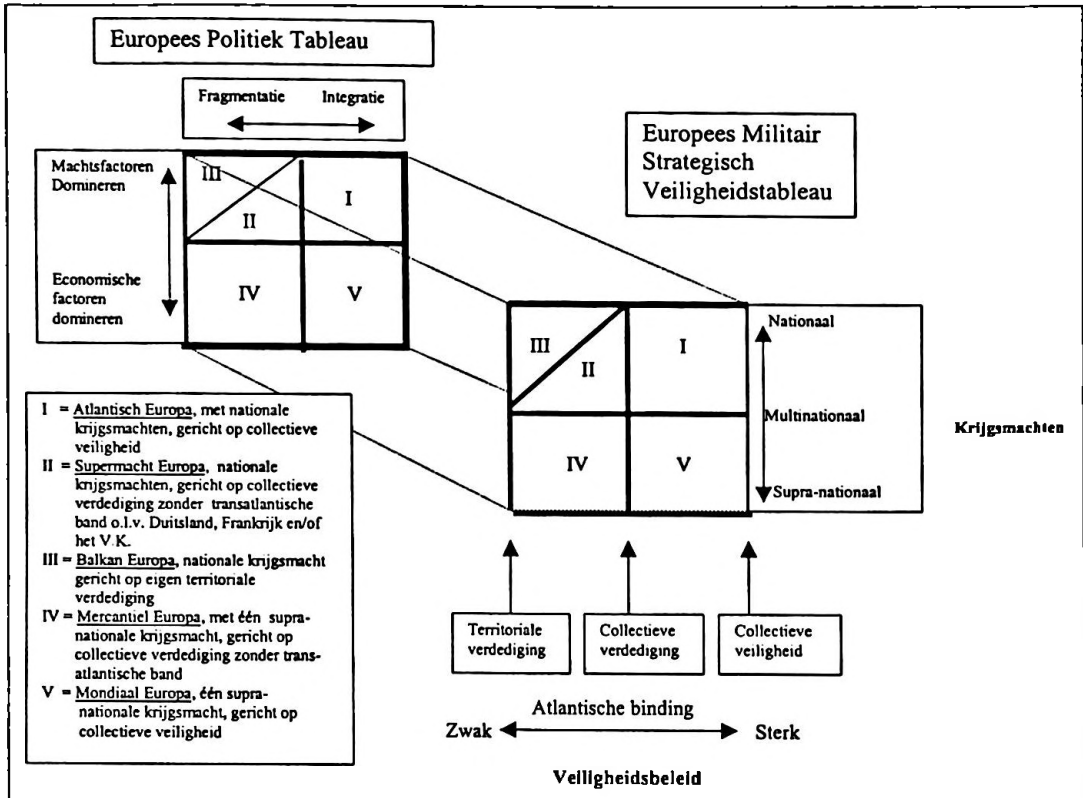 Europees Politiek Tableau
Fragmentatie Integratie
Europees Militair
Strategisch
Veiligheidstableau
Machtsfactoren
Domineren
Economische
factoren
domineren
III
I
II
IV
V
III
I
II
IV
V
Nationaal
Multinationaal
Supra-nationaal
Krijgsmachten
I = Atlantisch Europa, met nationale
krijgsmachten, gericht op collectieve
veiligheid
II = Supermacht Europa, nationale
krijgsmachten, gericht op collectieve
verdediging zonder transatlantische
band o.l.v. Duitsland, Frankrijk en/of
het V.K.
III = Balkan Europa, nationale krijgsmacht
gericht op eigen territoriale
verdediging
IV = Mercantiel Europa, met één supra-
nationale krijgsmacht, gericht op
collectieve verdediging zonder trans-
atlantische band
V = Mondiaal Europa, één supra-
nationale krijgsmacht, gericht op
collectieve veiligheid
Territoriale
verdediging
Collectieve
verdediging
Collectieve
veiligheid
Atlantische binding
Zwak Sterk
Veiligheidsbeleid